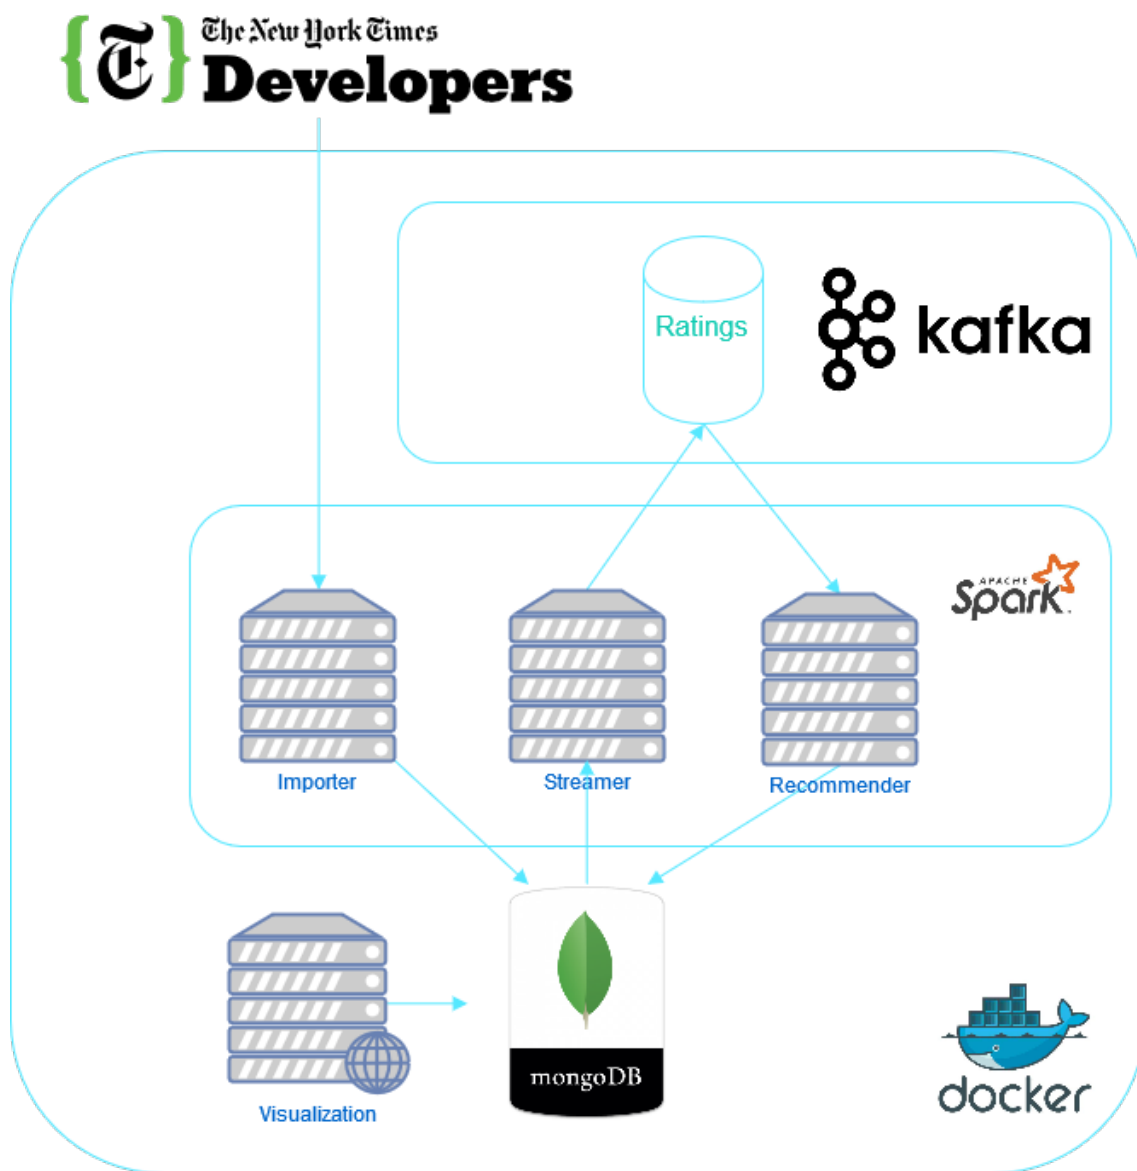 The New York Times
Developers
Ratings
kafka
APACHE
Spark
Importer
Streamer
Recommender
mongoDB
Visualization
docker